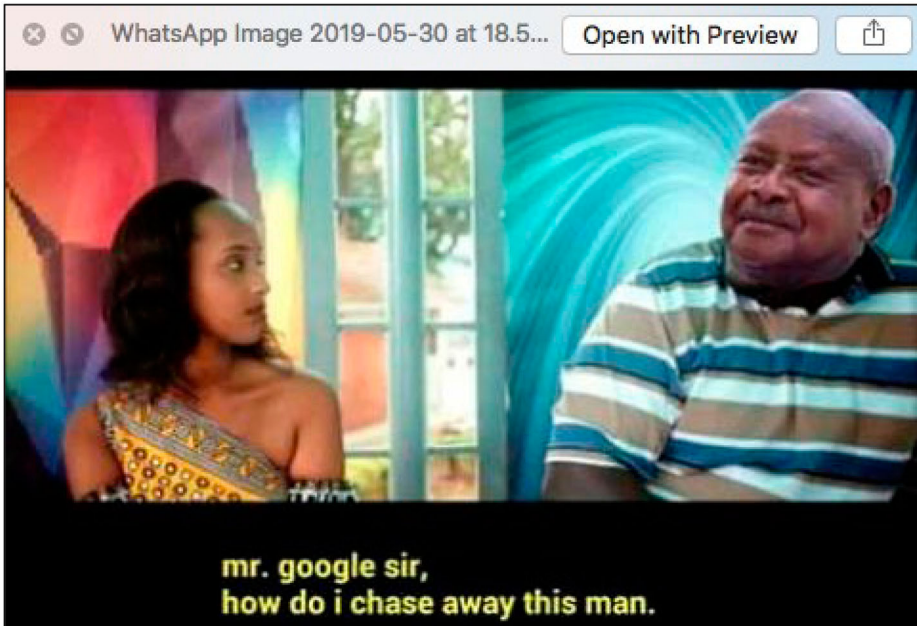 WhatsApp Image 2019-05-30 at 18.5...
Open with Preview
mr. google sir,
how do i chase away this man.